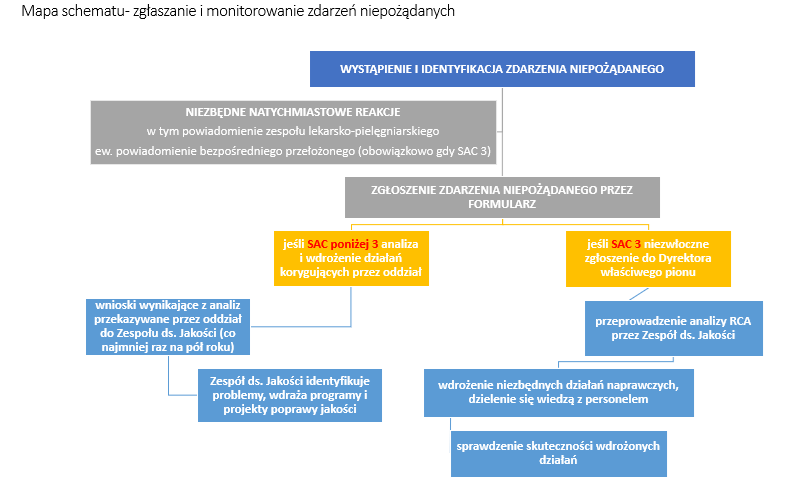 Mapa schematu- zgłaszanie i monitorowanie zdarzeń niepożądanych
WYSTĄPIENIE I IDENTYFIKACJA ZDARZENIA NIEPOŻĄDANEGO
NIEZBĘDNE NATYCHMIASTOWE REAKCJE
w tym powiadomienie zespołu lekarsko-pielęgniarskiego
ew. powiadomienie bezpośredniego przełożonego (obowiązkowo gdy SAC 3)
ZGŁOSZENIE ZDARZENIA NIEPOŻĄDANEGO PRZEZ
FORMULARZ
jeśli SAC poniżej 3 analiza
i wdrożenie działań
korygujących przez oddział
jeśli SAC 3 niezwłoczne
zgłoszenie do Dyrektora
właściwego pionu
wnioski wynikające z analiz
przekazywane przez oddział
do Zespołu ds. Jakości (co
najmniej raz na pół roku)
przeprowadzenie analizy RCA
przez Zespół ds. Jakości
Zespół ds. Jakości identyfikuje
problemy, wdraża programy i
projekty poprawy jakości
wdrożenie niezbędnych działań naprawczych,
dzielenie się wiedzą z personelem
sprawdzenie skuteczności wdrożonych
działań